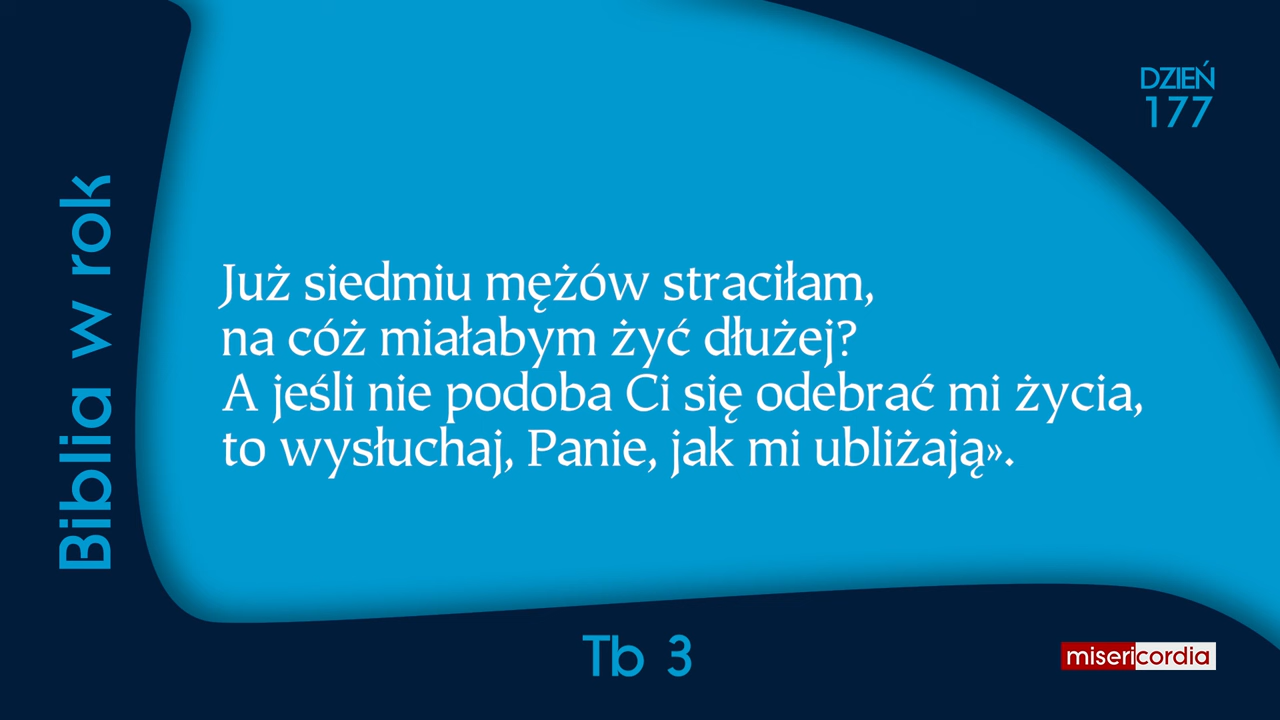 DZIEŃ
177
Biblia w rok
Już siedmiu mężów straciłam,
na cóż miałabym żyć dłużej?
A jeśli nie podoba Ci się odebrać mi życia,
to wysłuchaj, Panie, jak mi ubliżają».
Tb 3
misericordia